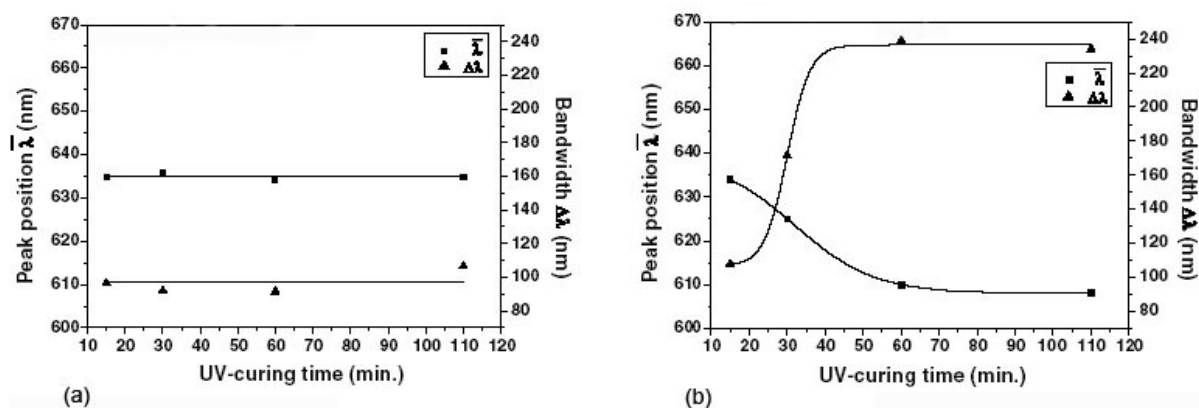 670
660
650
640
630
620
610
600
Peak position λ̄ (nm)
λ̄
Δλ
240
220
200
180
160
140
120
100
80
Bandwidth Δλ (nm)
10 20 30 40 50 60 70 80 90 100 110 120
UV-curing time (min.)
(a)
670
660
650
640
630
620
610
600
Peak position λ̄ (nm)
λ̄
Δλ
240
220
200
180
160
140
120
100
80
Bandwidth Δλ (nm)
10 20 30 40 50 60 70 80 90 100 110 120
UV-curing time (min.)
(b)